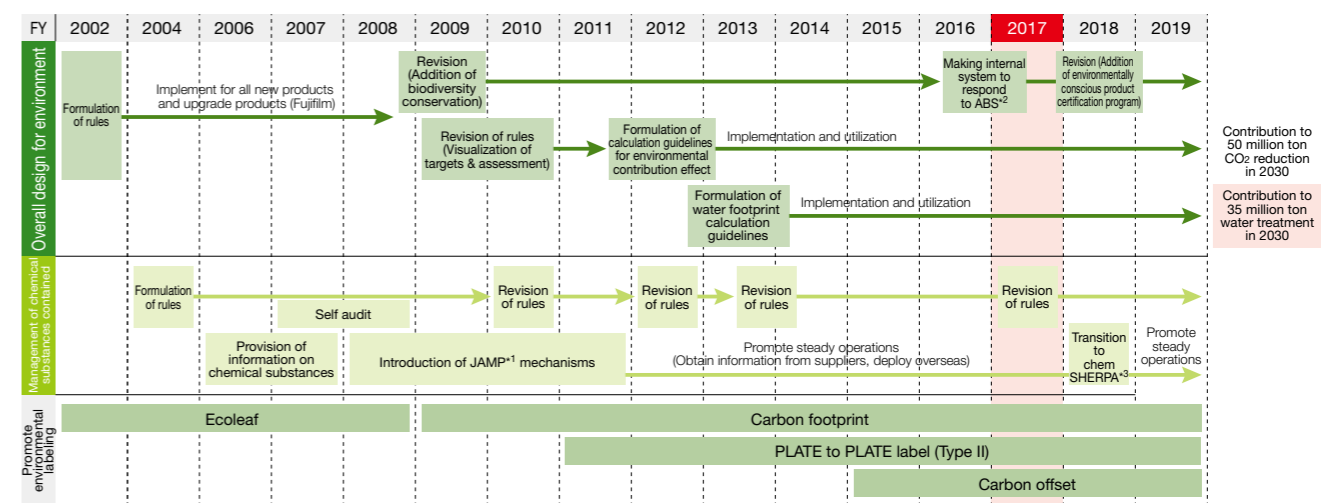 FY 2002 2004 2006 2007 2008 2009 2010 2011 2012 2013 2014 2015 2016 2017 2018 2019
Overall design for environment
Formulation
of rules
Implement for all new products
and upgrade products (Fujifilm)
Revision
(Addition of
biodiversity
conservation)
Making internal
system to
respond
to ABS*2
Revision (Addition
of environmentally
conscious product
certification program)
Revision of rules
(Visualization of
targets & assessment)
Formulation of
calculation guidelines
for environmental
contribution effect
Implementation and utilization
Contribution to
50 million ton
CO2 reduction
in 2030
Formulation of
water footprint
calculation
guidelines
Implementation and utilization
Contribution to
35 million ton
water treatment
in 2030
Management of chemical
substances contained
Formulation
of rules
Self audit
Revision
of rules
Revision
of rules
Revision
of rules
Revision
of rules
Provision of
information on
chemical substances
Introduction of JAMP*1 mechanisms
Promote steady operations
(Obtain information from suppliers, deploy overseas)
Transition
to
chem
SHERPA*3
Promote
steady
operations
Promote
environmental
labeling
Ecoleaf
Carbon footprint
PLATE to PLATE label (Type II)
Carbon offset